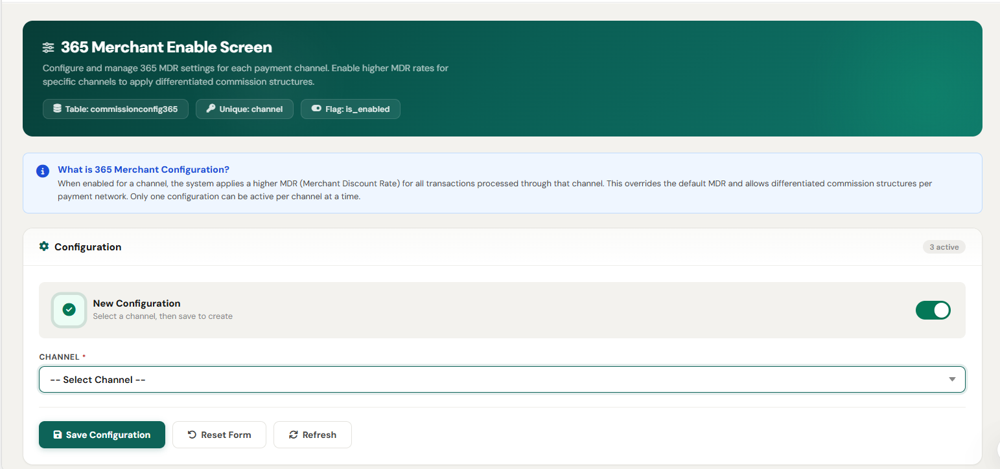 365 Merchant Enable Screen
Configure and manage 365 MDR settings for each payment channel. Enable higher MDR rates for
specific channels to apply differentiated commission structures.
Table: commissionconfig365
Unique: channel
Flag: is_enabled
What is 365 Merchant Configuration?
When enabled for a channel, the system applies a higher MDR (Merchant Discount Rate) for all transactions processed through that channel. This overrides the default MDR and allows differentiated commission structures per
payment network. Only one configuration can be active per channel at a time.
Configuration
3 active
New Configuration
Select a channel, then save to create
CHANNEL *
-- Select Channel --
Save Configuration
Reset Form
Refresh